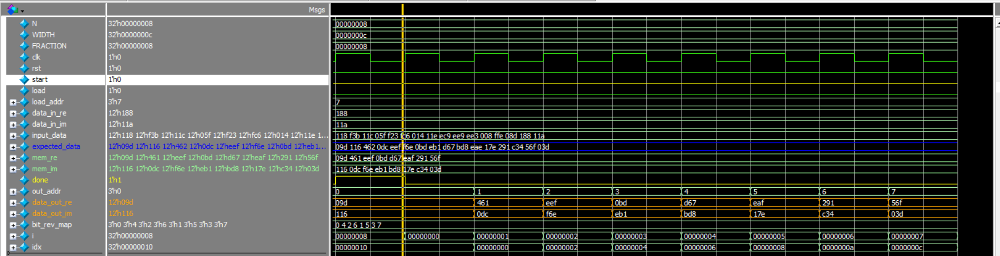 Msgs
N 32'h00000008 00000008
WIDTH 32'h0000000c 0000000c
FRACTION 32'h00000008 00000008
clk 1'h0
rst 1'h0
start 1'h0
load 1'h0
load_addr 3'h7 7
data_in_re 12'h188 188
data_in_im 12'h11a 11a
input_data 12'h118 12'hf3b 12'h11c 12'h05f 12'hf23 12'hfc6 12'h014 12'h11e 1... 118 f3b 11c 05f f23 fc6 014 11e ec9 ee9 ee3 008 ffe 08d 188 11a
expected_data 12'h09d 12'h116 12'h462 12'h0dc 12'heef 12'hf6e 12'h0bd 12'heb1... 09d 116 462 0dc eef f6e 0bd eb1 d67 bd8 eae 17e 291 c34 56f 03d
mem_re 12'h09d 12'h461 12'heef 12'h0bd 12'hd67 12'heaf 12'h291 12'h56f 09d 461 eef 0bd d67 eaf 291 56f
mem_im 12'h116 12'h0dc 12'hf6e 12'heb1 12'hbd8 12'h17e 12'hc34 12'h03d 116 0dc f6e eb1 bd8 17e c34 03d
done 1'h1
out_addr 3'h0 0 1 2 3 4 5 6 7
data_out_re 12'h09d 09d 461 eef 0bd d67 eaf 291 56f
data_out_im 12'h116 116 0dc f6e eb1 bd8 17e c34 03d
bit_rev_map 3'h0 3'h4 3'h2 3'h6 3'h1 3'h5 3'h3 3'h7 0 4 2 6 1 5 3 7
i 32'h00000008 00000008 00000000 00000001 00000002 00000003 00000004 00000005 00000006 00000007
idx 32'h00000010 00000010 00000000 00000002 00000004 00000006 00000008 0000000a 0000000c